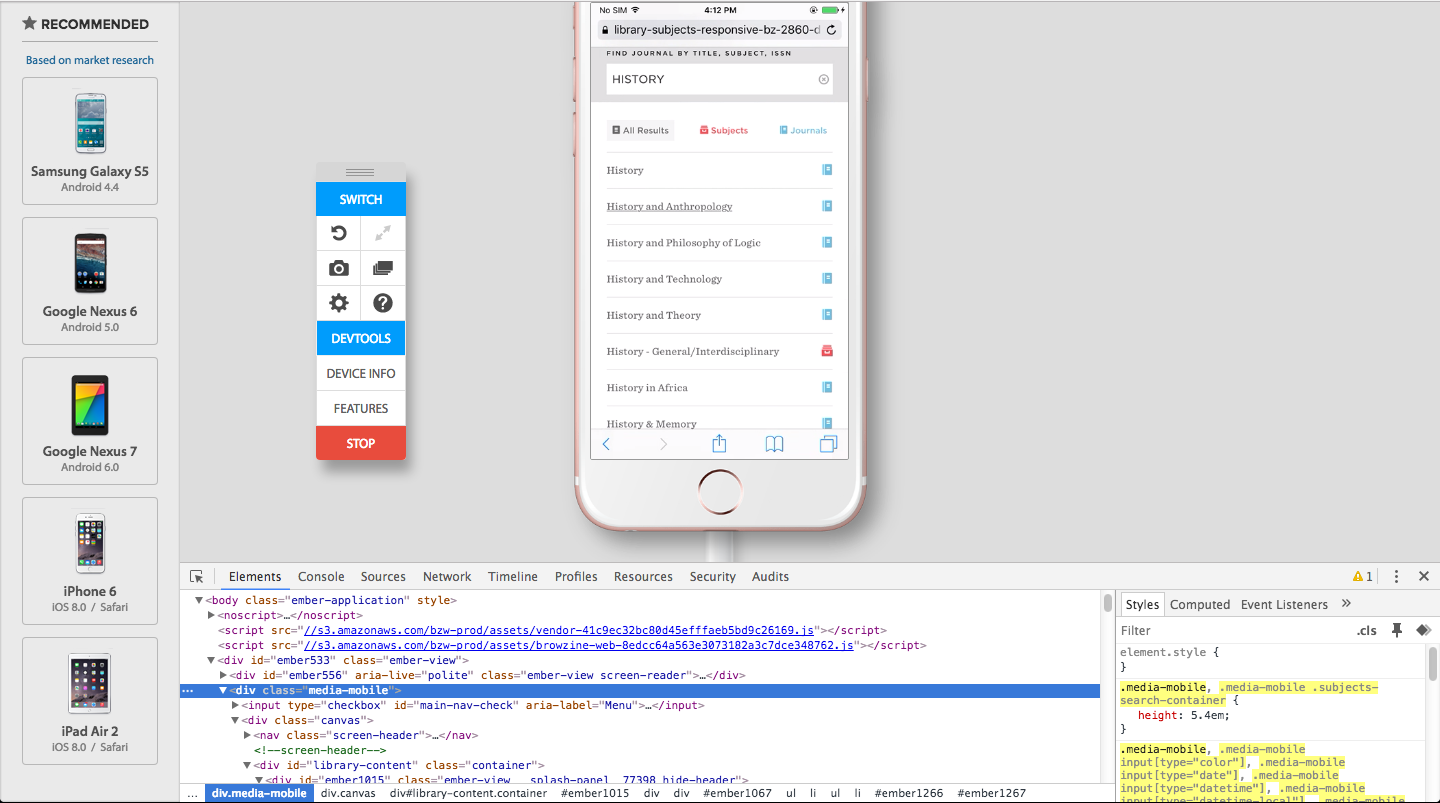 RECOMMENDED
Based on market research
Samsung Galaxy S5
Android 4.4
Google Nexus 6
Android 5.0
Google Nexus 7
Android 6.0
iPhone 6
iOS 8.0 / Safari
iPad Air 2
iOS 8.0 / Safari
SWITCH
DEVTOOLS
DEVICE INFO
FEATURES
STOP
No SIM 4:12 PM
library-subjects-responsive-bz-2860-d
FIND JOURNAL BY TITLE, SUBJECT, ISSN
HISTORY
All Results Subjects Journals
History
History and Anthropology
History and Philosophy of Logic
History and Technology
History and Theory
History - General/Interdisciplinary
History in Africa
History & Memory
Elements Console Sources Network Timeline Profiles Resources Security Audits 1
<body class="ember-application" style>
<noscript>…</noscript>
<script src="//s3.amazonaws.com/bzw-prod/assets/vendor-41c9ec32bc80d45efffaeb5bd9c26169.js"></script>
<script src="//s3.amazonaws.com/bzw-prod/assets/browzine-web-8edcc64a563e3073182a3c7dce348762.js"></script>
<div id="ember533" class="ember-view">
<div id="ember556" aria-live="polite" class="ember-view screen-reader">…</div>
… <div class="media-mobile">
<input type="checkbox" id="main-nav-check" aria-label="Menu">…</input>
<div class="canvas">
<nav class="screen-header">…</nav>
<!--screen-header-->
<div id="library-content" class="container">
<div id="ember1015" class="ember-view splash-panel 77398 hide-header">
... div.media-mobile div.canvas div#library-content.container #ember1015 div div #ember1067 ul li ul li #ember1266 #ember1267
Styles Computed Event Listeners »
Filter .cls
element.style {
}
.media-mobile, .media-mobile .subjects-
search-container {
height: 5.4em;
}
.media-mobile, .media-mobile
input[type="color"], .media-mobile
input[type="date"], .media-mobile
input[type="datetime"], .media-mobile
input[type="datetime-local"], .media-mobile